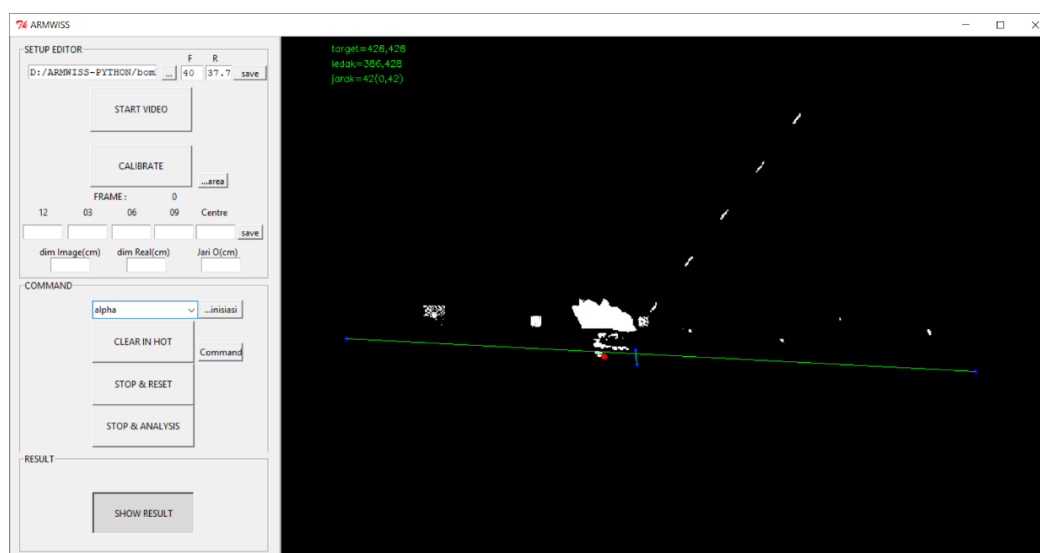 ARMWISS
SETUP EDITOR
F R
D:/ARMWISS-PYTHON/bom ... 40 37.7 save
START VIDEO
CALIBRATE
...area
FRAME : 0
12 03 06 09 Centre
save
dim Image(cm) dim Real(cm) Jari O(cm)
COMMAND
alpha ...inisiasi
CLEAR IN HOT
Command
STOP & RESET
STOP & ANALYSIS
RESULT
SHOW RESULT
target=428,428
ledak=386,428
jarak=42(0,42)